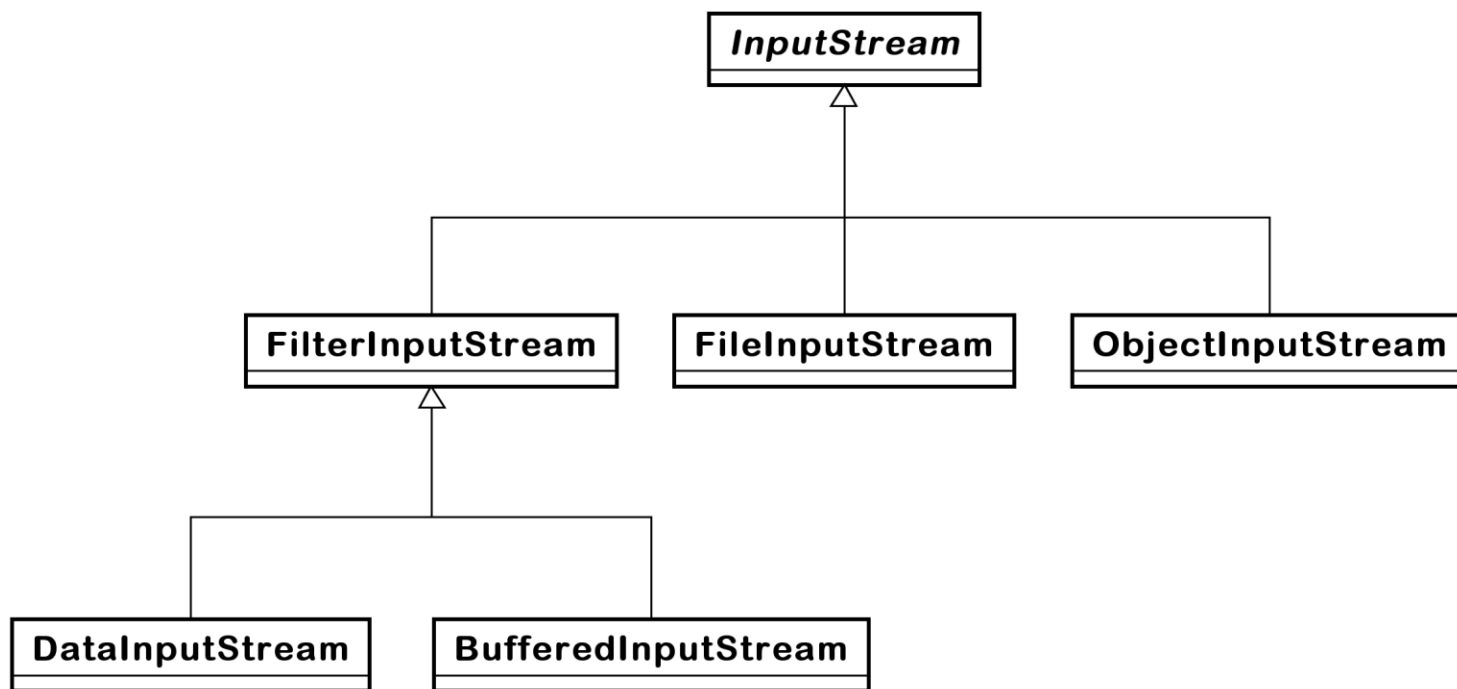 InputStream
FilterInputStream
FileInputStream
ObjectInputStream
DataInputStream
BufferedInputStream